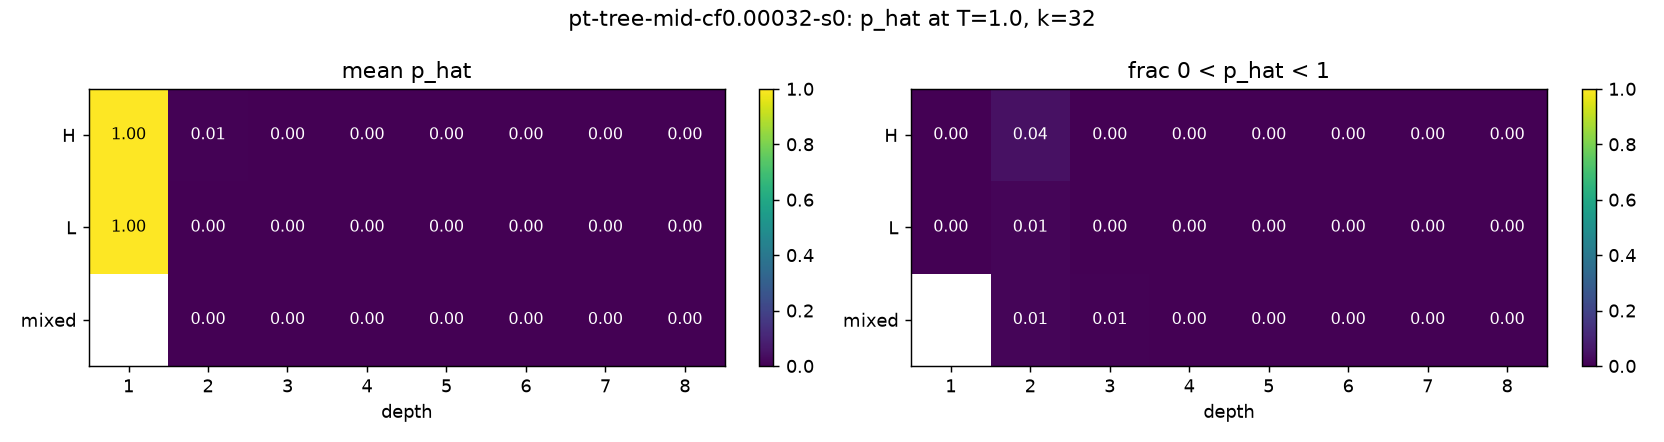 pt-tree-mid-cf0.00032-s0: p_hat at T=1.0, k=32
mean p_hat
H 1.00 0.01 0.00 0.00 0.00 0.00 0.00 0.00
L 1.00 0.00 0.00 0.00 0.00 0.00 0.00 0.00
mixed 0.00 0.00 0.00 0.00 0.00 0.00 0.00
1 2 3 4 5 6 7 8
depth
1.0
0.8
0.6
0.4
0.2
0.0
frac 0 < p_hat < 1
H 0.00 0.04 0.00 0.00 0.00 0.00 0.00 0.00
L 0.00 0.01 0.00 0.00 0.00 0.00 0.00 0.00
mixed 0.01 0.01 0.00 0.00 0.00 0.00 0.00
1 2 3 4 5 6 7 8
depth
1.0
0.8
0.6
0.4
0.2
0.0